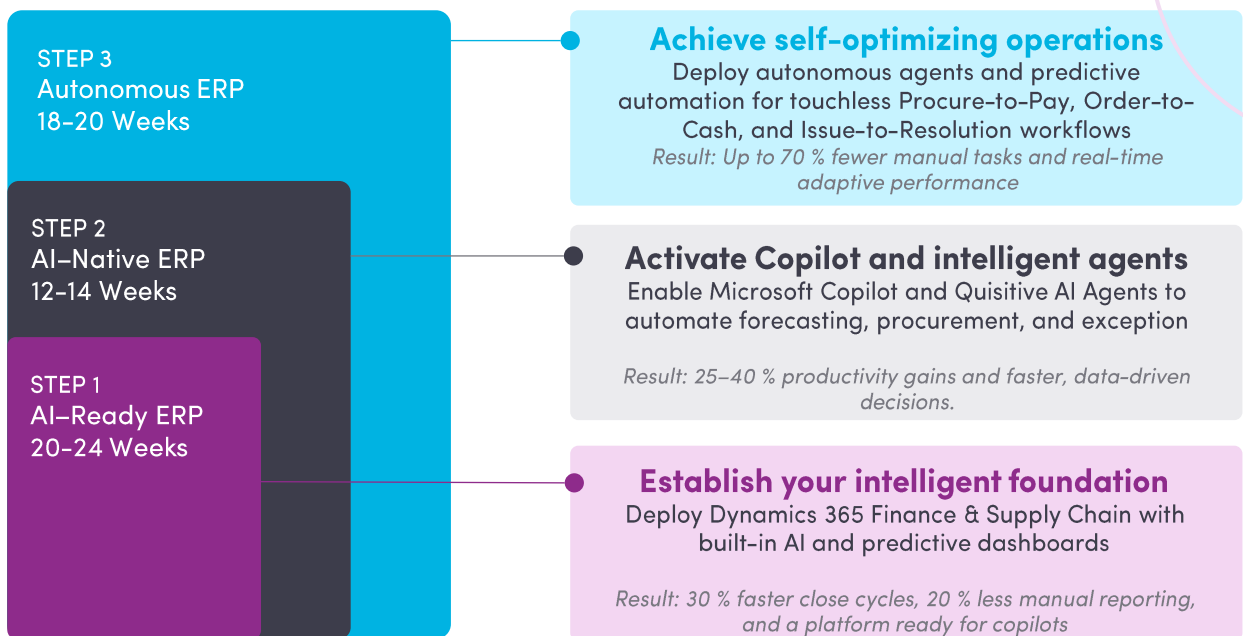 STEP 3
Autonomous ERP
18-20 Weeks
Achieve self-optimizing operations
Deploy autonomous agents and predictive
automation for touchless Procure-to-Pay, Order-to-
Cash, and Issue-to-Resolution workflows
Result: Up to 70 % fewer manual tasks and real-time
adaptive performance
STEP 2
AI–Native ERP
12-14 Weeks
Activate Copilot and intelligent agents
Enable Microsoft Copilot and Quisitive AI Agents to
automate forecasting, procurement, and exception
Result: 25–40 % productivity gains and faster, data-driven
decisions.
STEP 1
AI–Ready ERP
20-24 Weeks
Establish your intelligent foundation
Deploy Dynamics 365 Finance & Supply Chain with
built-in AI and predictive dashboards
Result: 30 % faster close cycles, 20 % less manual reporting,
and a platform ready for copilots